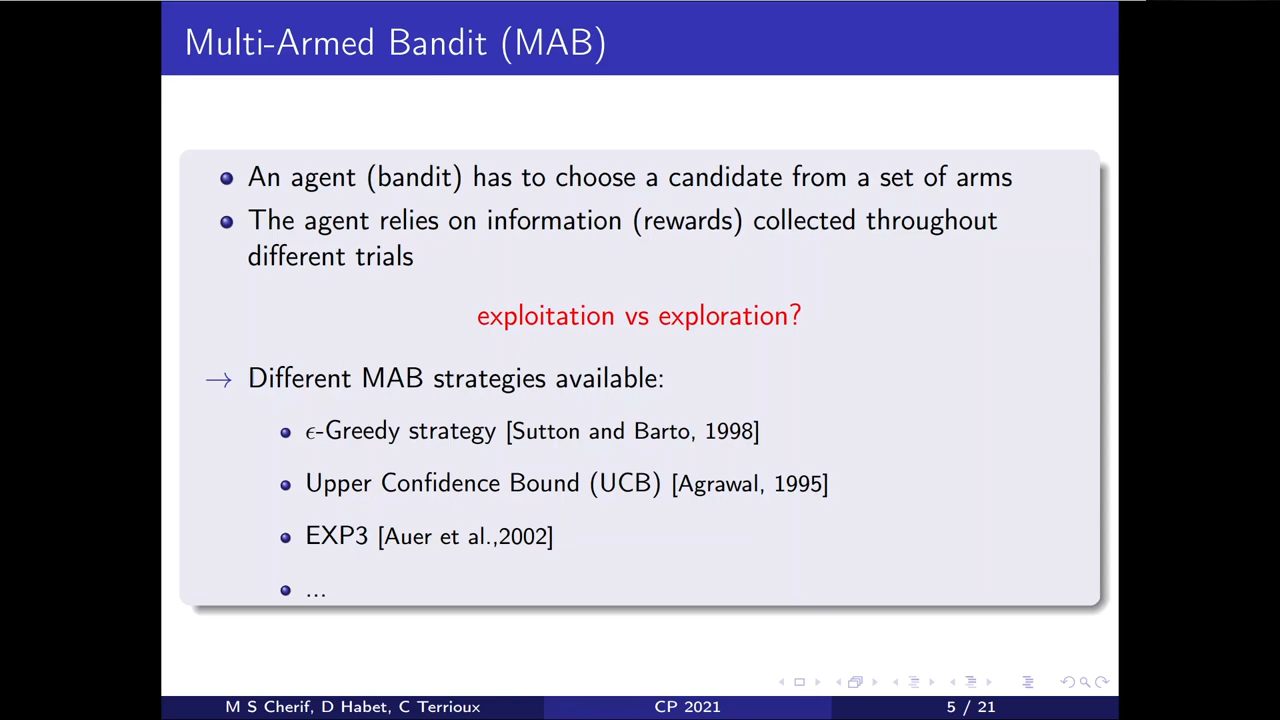 Multi-Armed Bandit (MAB)
An agent (bandit) has to choose a candidate from a set of arms
The agent relies on information (rewards) collected throughout
different trials
exploitation vs exploration?
→ Different MAB strategies available:
ϵ-Greedy strategy [Sutton and Barto, 1998]
Upper Confidence Bound (UCB) [Agrawal, 1995]
EXP3 [Auer et al.,2002]
...
M S Cherif, D Habet, C Terrioux CP 2021 5 / 21